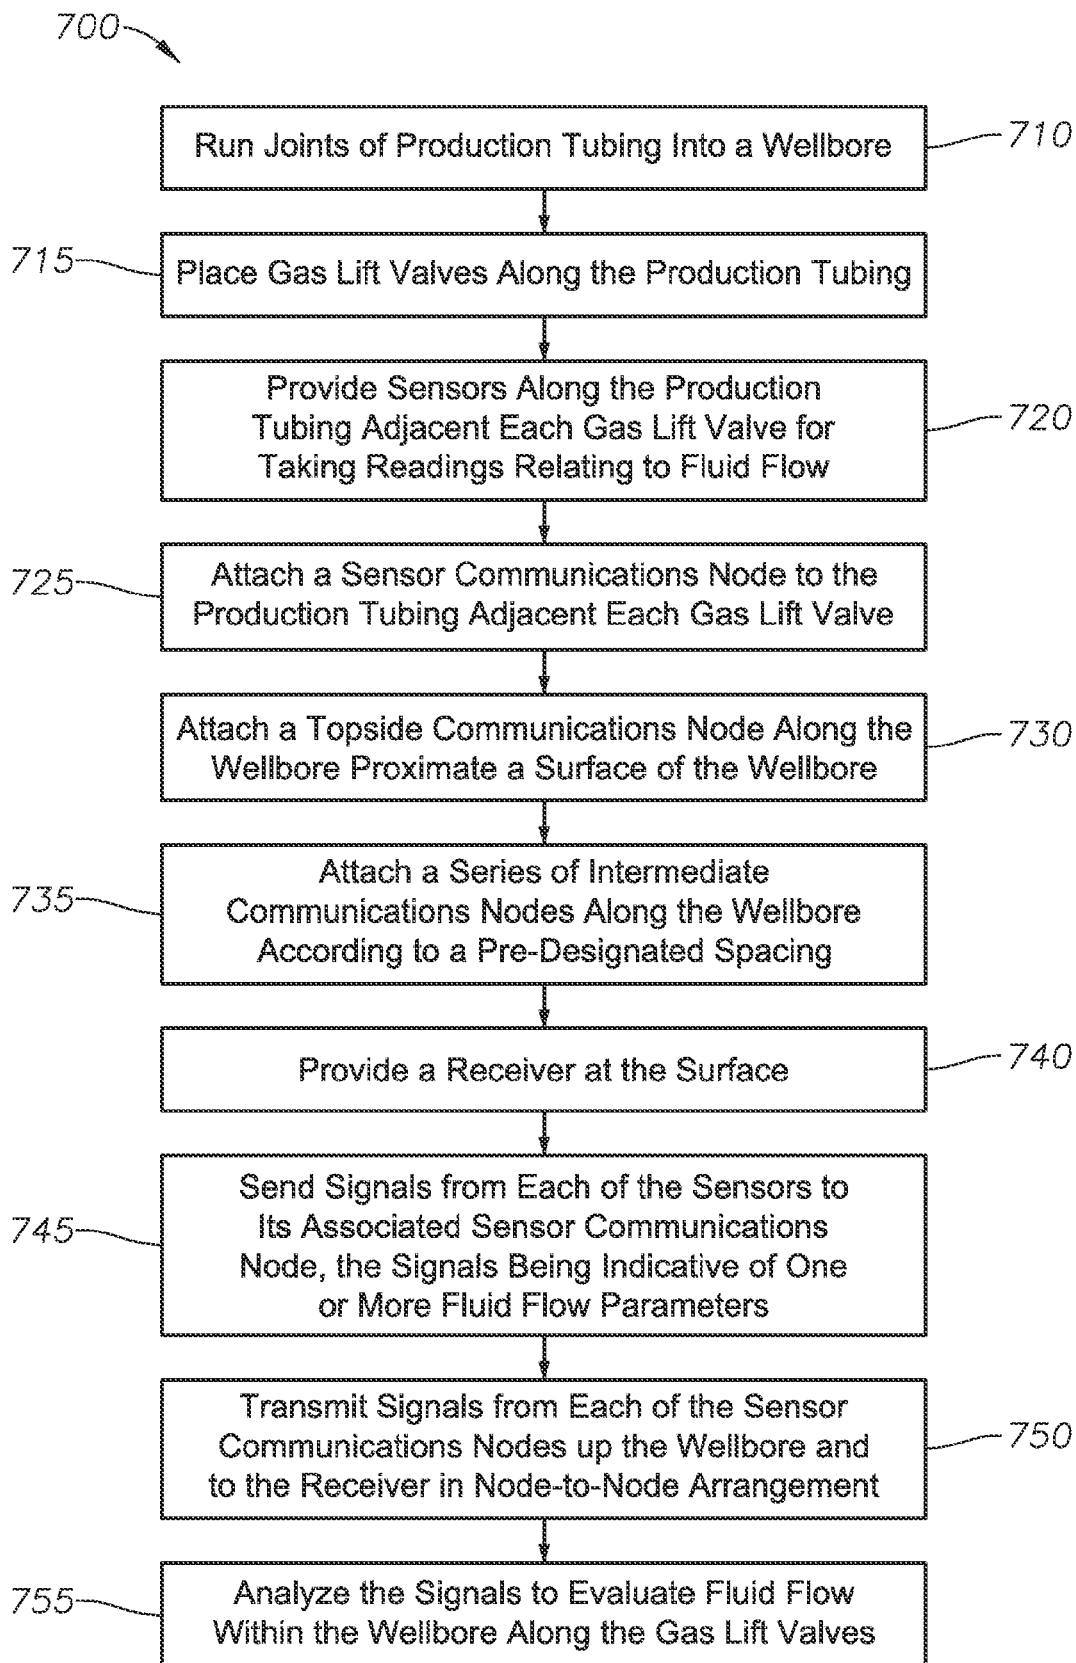 700
Run Joints of Production Tubing Into a Wellbore
710
715
Place Gas Lift Valves Along the Production Tubing
Provide Sensors Along the Production
Tubing Adjacent Each Gas Lift Valve for
Taking Readings Relating to Fluid Flow
720
725
Attach a Sensor Communications Node to the
Production Tubing Adjacent Each Gas Lift Valve
Attach a Topside Communications Node Along the
Wellbore Proximate a Surface of the Wellbore
730
735
Attach a Series of Intermediate
Communications Nodes Along the Wellbore
According to a Pre-Designated Spacing
Provide a Receiver at the Surface
740
745
Send Signals from Each of the Sensors to
Its Associated Sensor Communications
Node, the Signals Being Indicative of One
or More Fluid Flow Parameters
Transmit Signals from Each of the Sensor
Communications Nodes up the Wellbore and
to the Receiver in Node-to-Node Arrangement
750
755
Analyze the Signals to Evaluate Fluid Flow
Within the Wellbore Along the Gas Lift Valves